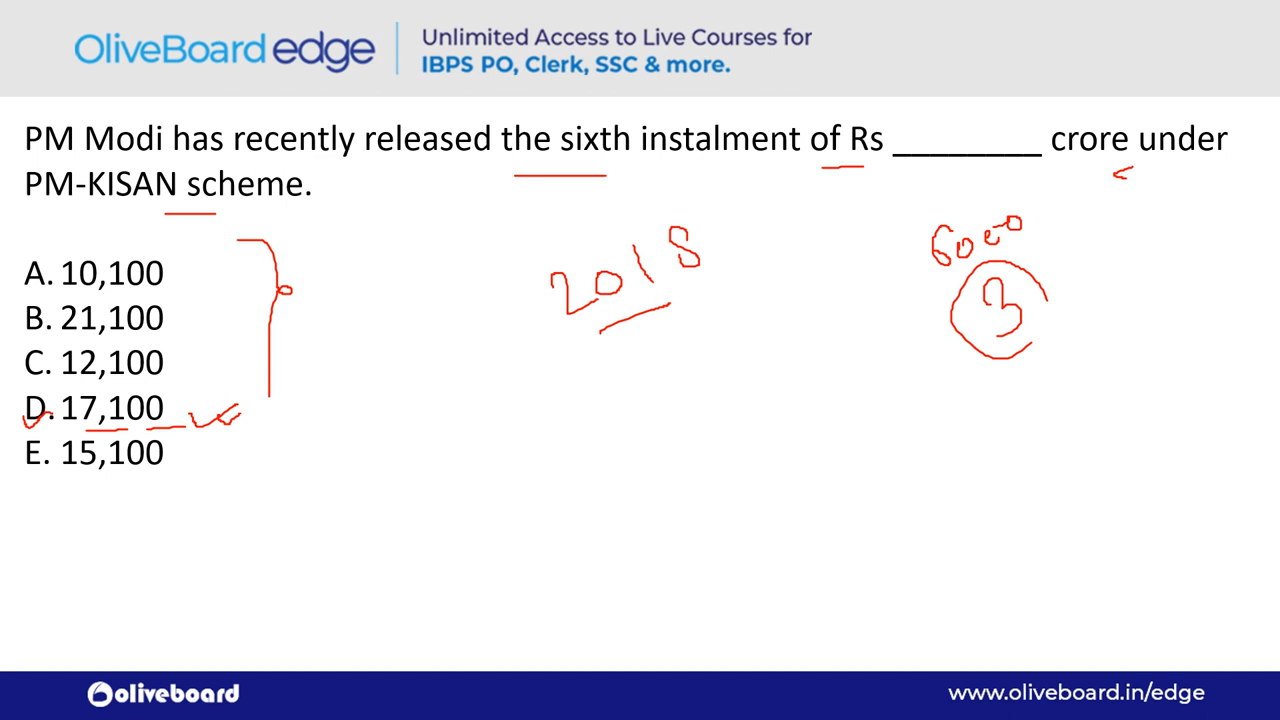 OliveBoard edge
Unlimited Access to Live Courses for
IBPS PO, Clerk, SSC & more.
PM Modi has recently released the sixth instalment of Rs ________ crore under
PM-KISAN scheme.
A. 10,100
B. 21,100
C. 12,100
D. 17,100
E. 15,100
2018
6000
3
oliveboard
www.oliveboard.in/edge